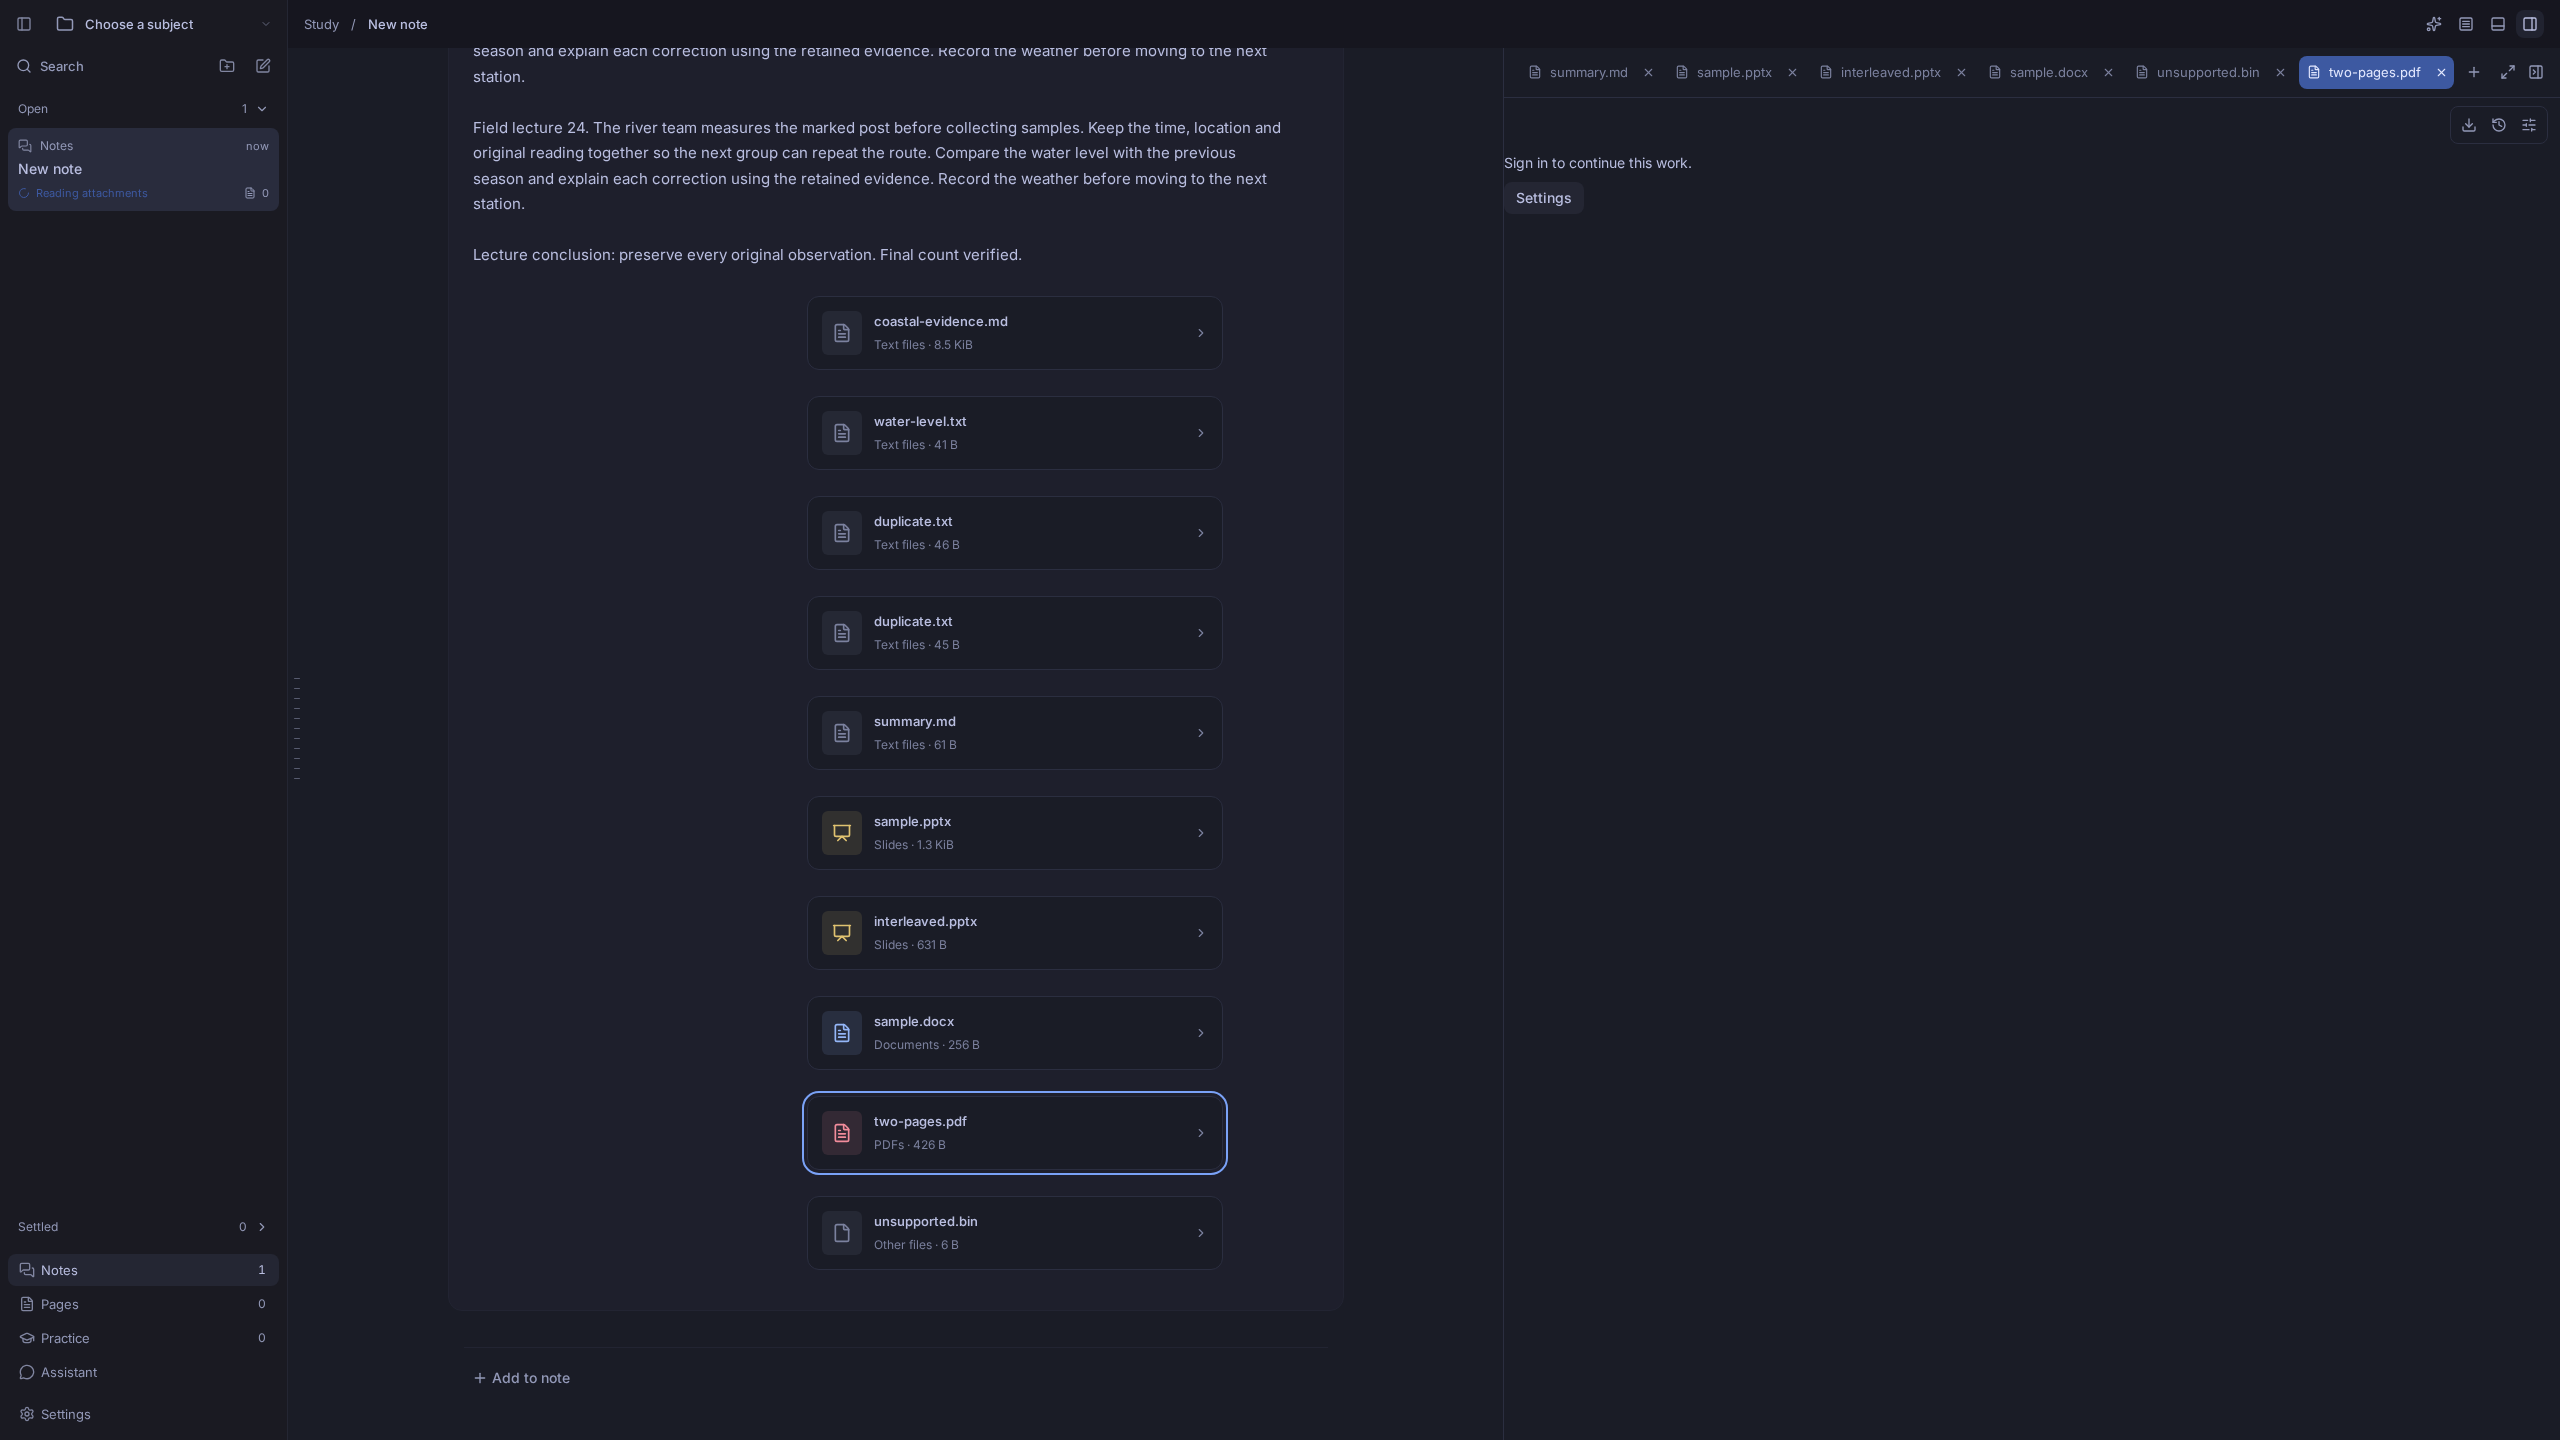 Choose a subject
Search
Open 1
Notes now
New note
Reading attachments 0
Settled 0
Notes 1
Pages 0
Practice 0
Assistant
Settings
Study / New note
season and explain each correction using the retained evidence. Record the weather before moving to the next
station.
Field lecture 24. The river team measures the marked post before collecting samples. Keep the time, location and
original reading together so the next group can repeat the route. Compare the water level with the previous
season and explain each correction using the retained evidence. Record the weather before moving to the next
station.
Lecture conclusion: preserve every original observation. Final count verified.
coastal-evidence.md
Text files · 8.5 KiB
water-level.txt
Text files · 41 B
duplicate.txt
Text files · 46 B
duplicate.txt
Text files · 45 B
summary.md
Text files · 61 B
sample.pptx
Slides · 1.3 KiB
interleaved.pptx
Slides · 631 B
sample.docx
Documents · 256 B
two-pages.pdf
PDFs · 426 B
unsupported.bin
Other files · 6 B
Add to note
summary.md sample.pptx interleaved.pptx sample.docx unsupported.bin two-pages.pdf
Sign in to continue this work.
Settings